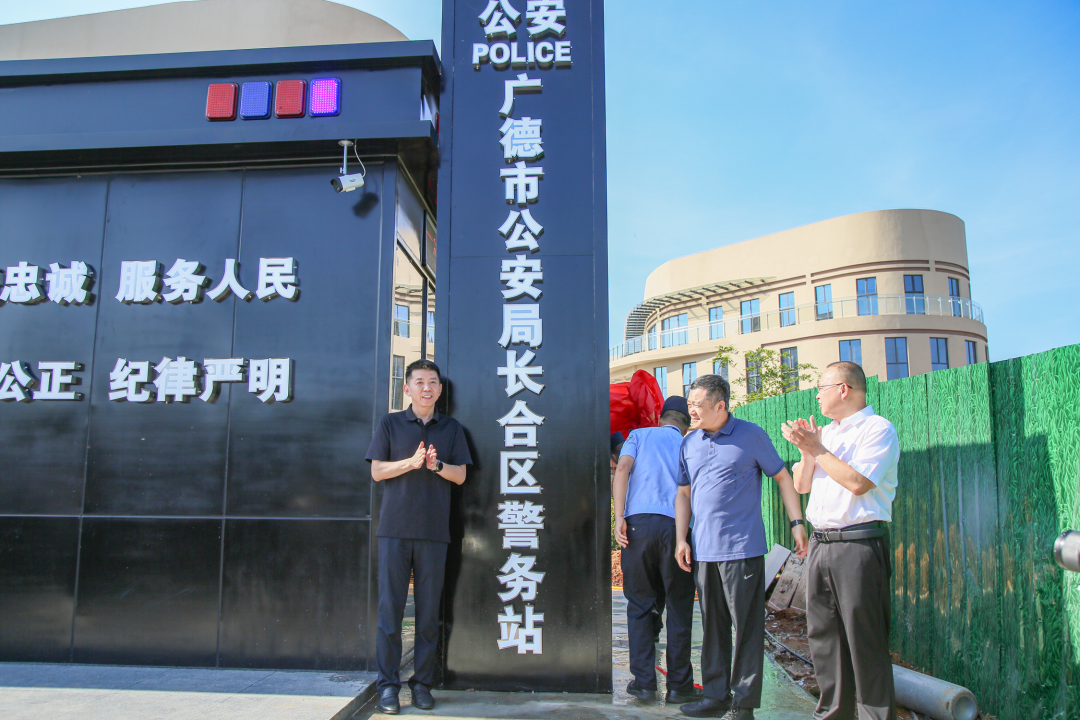 忠诚 服务人民
公正 纪律严明
公安
POLICE
广德市公安局长合区警务站